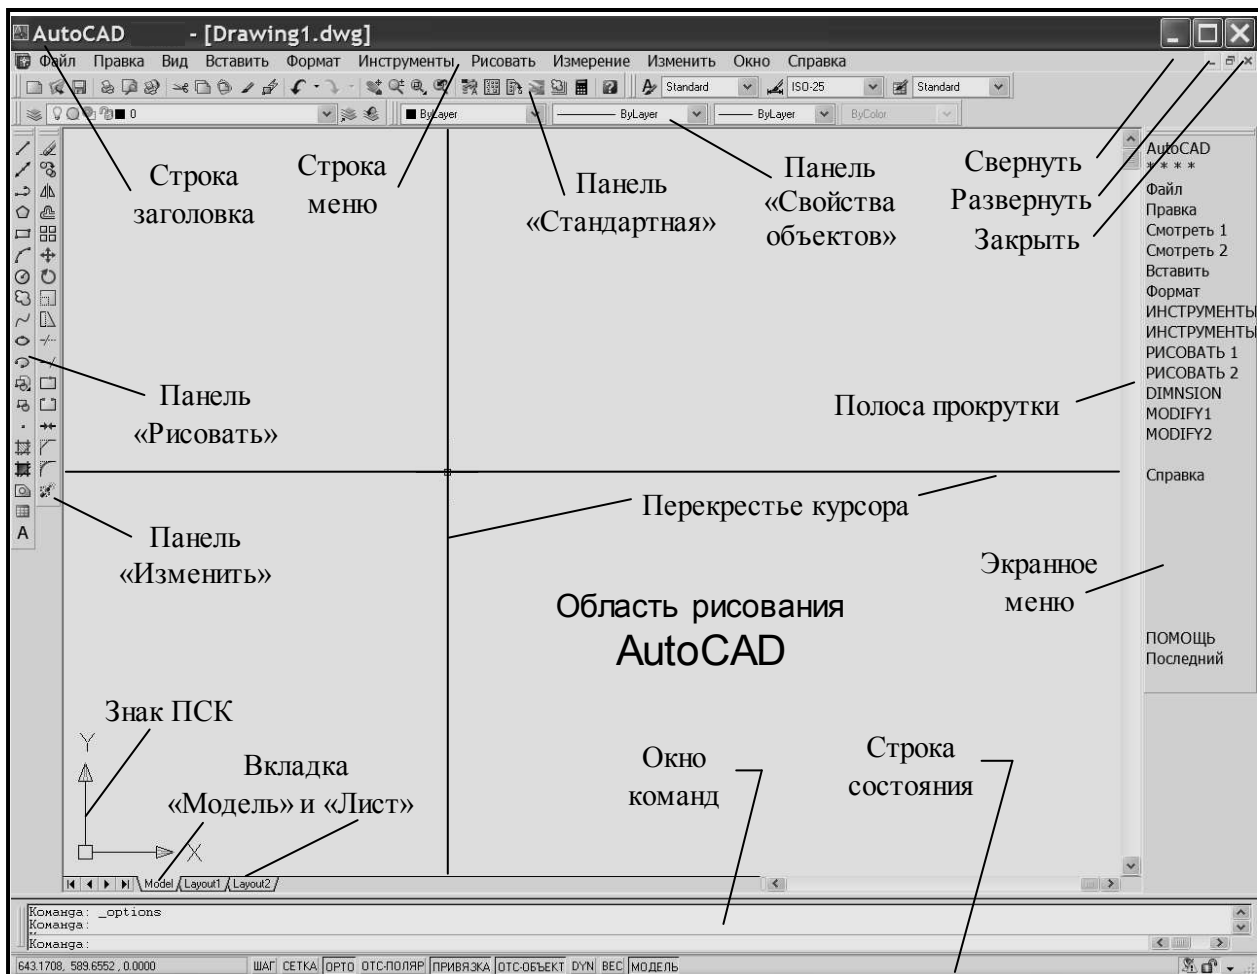 AutoCAD - [Drawing1.dwg]
Файл Правка Вид Вставить Формат Инструменты Рисовать Измерение Изменить Окно Справка
Standard ISO-25 Standard
0 ByLayer ByLayer ByLayer ByColor
Строка
заголовка
Строка
меню
Панель
«Стандартная»
Панель
«Свойства
объектов»
Свернуть
Развернуть
Закрыть
AutoCAD
* * * *
Файл
Правка
Смотреть 1
Смотреть 2
Вставить
Формат
ИНСТРУМЕНТЫ
ИНСТРУМЕНТЫ
РИСОВАТЬ 1
РИСОВАТЬ 2
DIMNSION
MODIFY1
MODIFY2
Справка
ПОМОЩЬ
Последний
Панель
«Рисовать»
Полоса прокрутки
A
Перекрестье курсора
Панель
«Изменить»
Экранное
меню
Область рисования
AutoCAD
Знак ПСК
Y
X
Вкладка
«Модель» и «Лист»
Окно
команд
Строка
состояния
Model Layout1 Layout2
Команда: _options
Команда:
Команда:
643.1708, 589.6552 , 0.0000 ШАГ СЕТКА ОРТО ОТС-ПОЛЯР ПРИВЯЗКА ОТС-ОБЪЕКТ DYN ВЕС МОДЕЛЬ